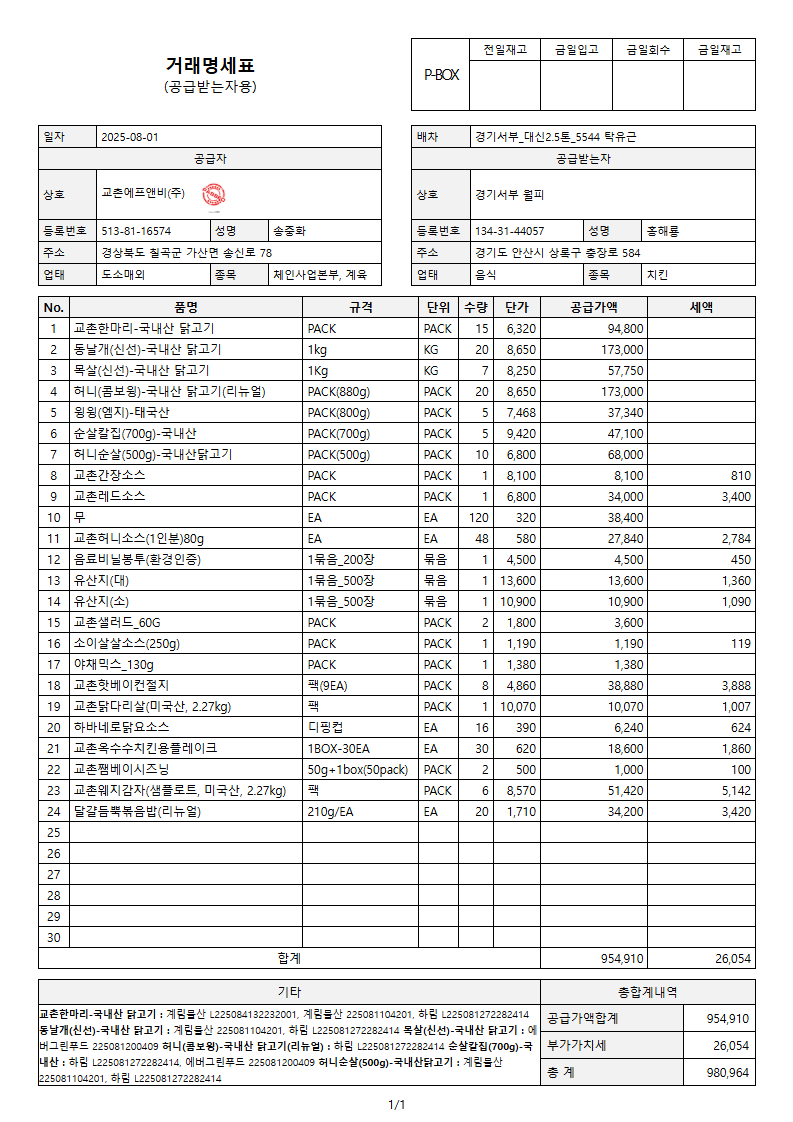 거래명세표
(공급받는자용)
P-BOX 전일재고 금일입고 금일회수 금일재고
일자 2025-08-01
공급자
상호 교촌에프앤비(주)
등록번호 513-81-16574 성명 송중화
주소 경상북도 칠곡군 가산면 송신로 78
업태 도소매외 종목 체인사업본부, 계육
배차 경기서부_대신2.5톤_5544 탁유근
공급받는자
상호 경기서부 월피
등록번호 134-31-44057 성명 홍해룡
주소 경기도 안산시 상록구 충장로 584
업태 음식 종목 치킨
No. 품명 규격 단위 수량 단가 공급가액 세액
1 교촌한마리-국내산 닭고기 PACK PACK 15 6,320 94,800
2 동날개(신선)-국내산 닭고기 1kg KG 20 8,650 173,000
3 목살(신선)-국내산 닭고기 1Kg KG 7 8,250 57,750
4 허니(콤보윙)-국내산 닭고기(리뉴얼) PACK(880g) PACK 20 8,650 173,000
5 윙윙(엠지)-태국산 PACK(800g) PACK 5 7,468 37,340
6 순살칼집(700g)-국내산 PACK(700g) PACK 5 9,420 47,100
7 허니순살(500g)-국내산닭고기 PACK(500g) PACK 10 6,800 68,000
8 교촌간장소스 PACK PACK 1 8,100 8,100 810
9 교촌레드소스 PACK PACK 1 6,800 34,000 3,400
10 무 EA EA 120 320 38,400
11 교촌허니소스(1인분)80g EA EA 48 580 27,840 2,784
12 음료비닐봉투(환경인증) 1묶음_200장 묶음 1 4,500 4,500 450
13 유산지(대) 1묶음_500장 묶음 1 13,600 13,600 1,360
14 유산지(소) 1묶음_500장 묶음 1 10,900 10,900 1,090
15 교촌샐러드_60G PACK PACK 2 1,800 3,600
16 소이살살소스(250g) PACK PACK 1 1,190 1,190 119
17 야채믹스_130g PACK PACK 1 1,380 1,380
18 교촌핫베이컨절지 팩(9EA) PACK 8 4,860 38,880 3,888
19 교촌닭다리살(미국산, 2.27kg) 팩 PACK 1 10,070 10,070 1,007
20 하바네로닭요소스 디핑컵 EA 16 390 6,240 624
21 교촌옥수수치킨용플레이크 1BOX-30EA EA 30 620 18,600 1,860
22 교촌쨈베이시즈닝 50g+1box(50pack) PACK 2 500 1,000 100
23 교촌웨지감자(샘플로트, 미국산, 2.27kg) 팩 PACK 6 8,570 51,420 5,142
24 달걀듬뿍볶음밥(리뉴얼) 210g/EA EA 20 1,710 34,200 3,420
25
26
27
28
29
30
합계 954,910 26,054
기타
교촌한마리-국내산 닭고기 : 계림물산 L225084132232001, 계림물산 225081104201, 하림 L225081272282414
동날개(신선)-국내산 닭고기 : 계림물산 225081104201, 하림 L225081272282414 목살(신선)-국내산 닭고기 : 에
버그린푸드 225081200409 허니(콤보윙)-국내산 닭고기(리뉴얼) : 하림 L225081272282414 순살칼집(700g)-국
내산 : 하림 L225081272282414, 에버그린푸드 225081200409 허니순살(500g)-국내산닭고기 : 계림물산
225081104201, 하림 L225081272282414
총합계내역
공급가액합계 954,910
부가가치세 26,054
총 계 980,964
1/1